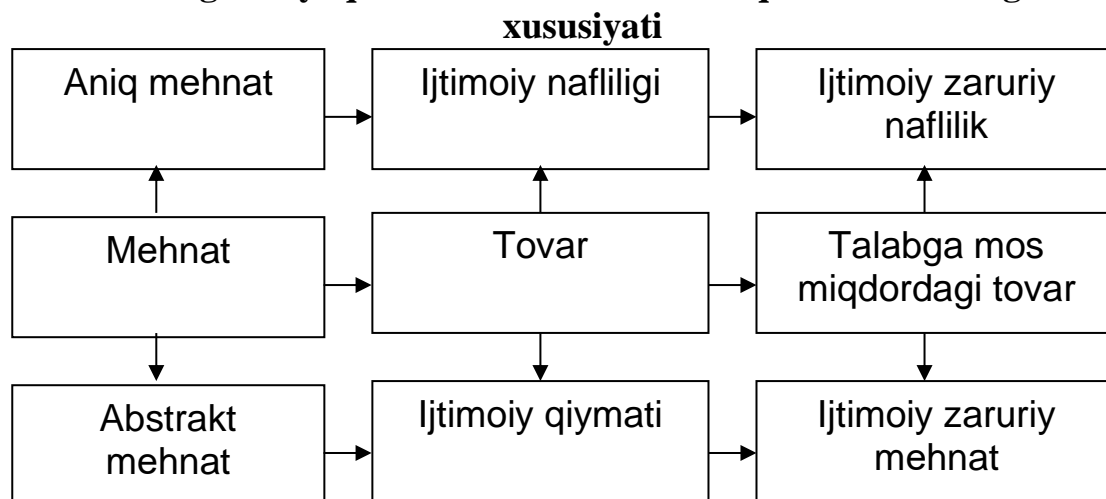 xususiyati
Aniq mehnat
Ijtimoiy nafliligi
Ijtimoiy zaruriy
naflilik
Mehnat
Tovar
Talabga mos
miqdordagi tovar
Abstrakt
mehnat
Ijtimoiy qiymati
Ijtimoiy zaruriy
mehnat